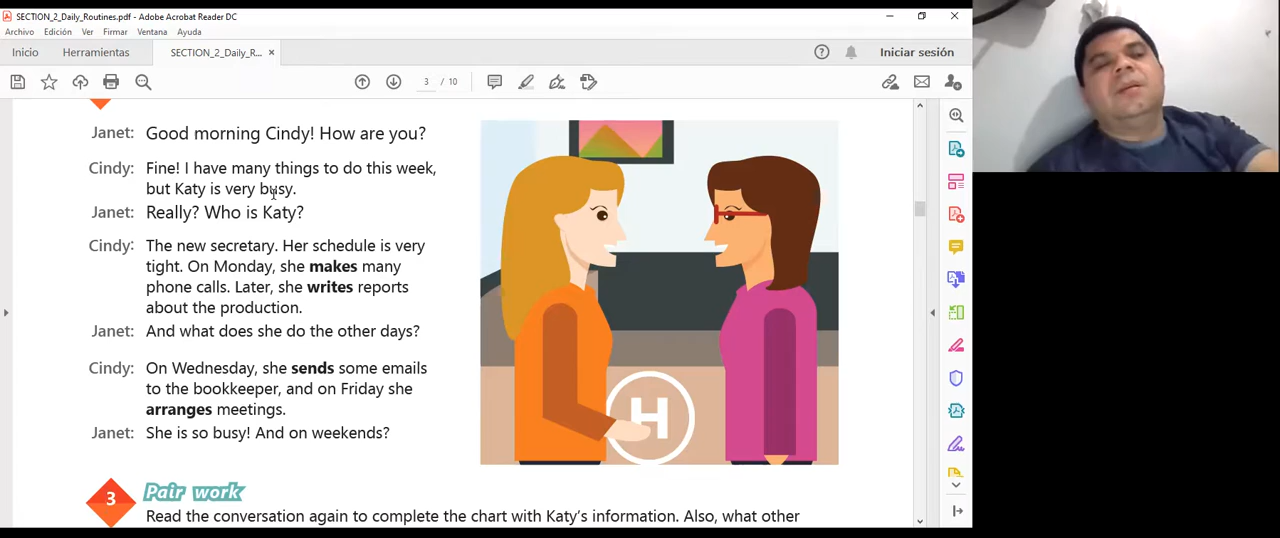 SECTION_2_Daily_Routines.pdf - Adobe Acrobat Reader DC
Archivo Edición Ver Firmar Ventana Ayuda
Inicio Herramientas SECTION_2_Daily_R... × Iniciar sesión
3 / 10
Janet: Good morning Cindy! How are you?
Cindy: Fine! I have many things to do this week,
but Katy is very busy.
Janet: Really? Who is Katy?
Cindy: The new secretary. Her schedule is very
tight. On Monday, she makes many
phone calls. Later, she writes reports
about the production.
Janet: And what does she do the other days?
Cindy: On Wednesday, she sends some emails
to the bookkeeper, and on Friday she
arranges meetings.
Janet: She is so busy! And on weekends?
H
3 Pair work
Read the conversation again to complete the chart with Katy's information. Also, what other